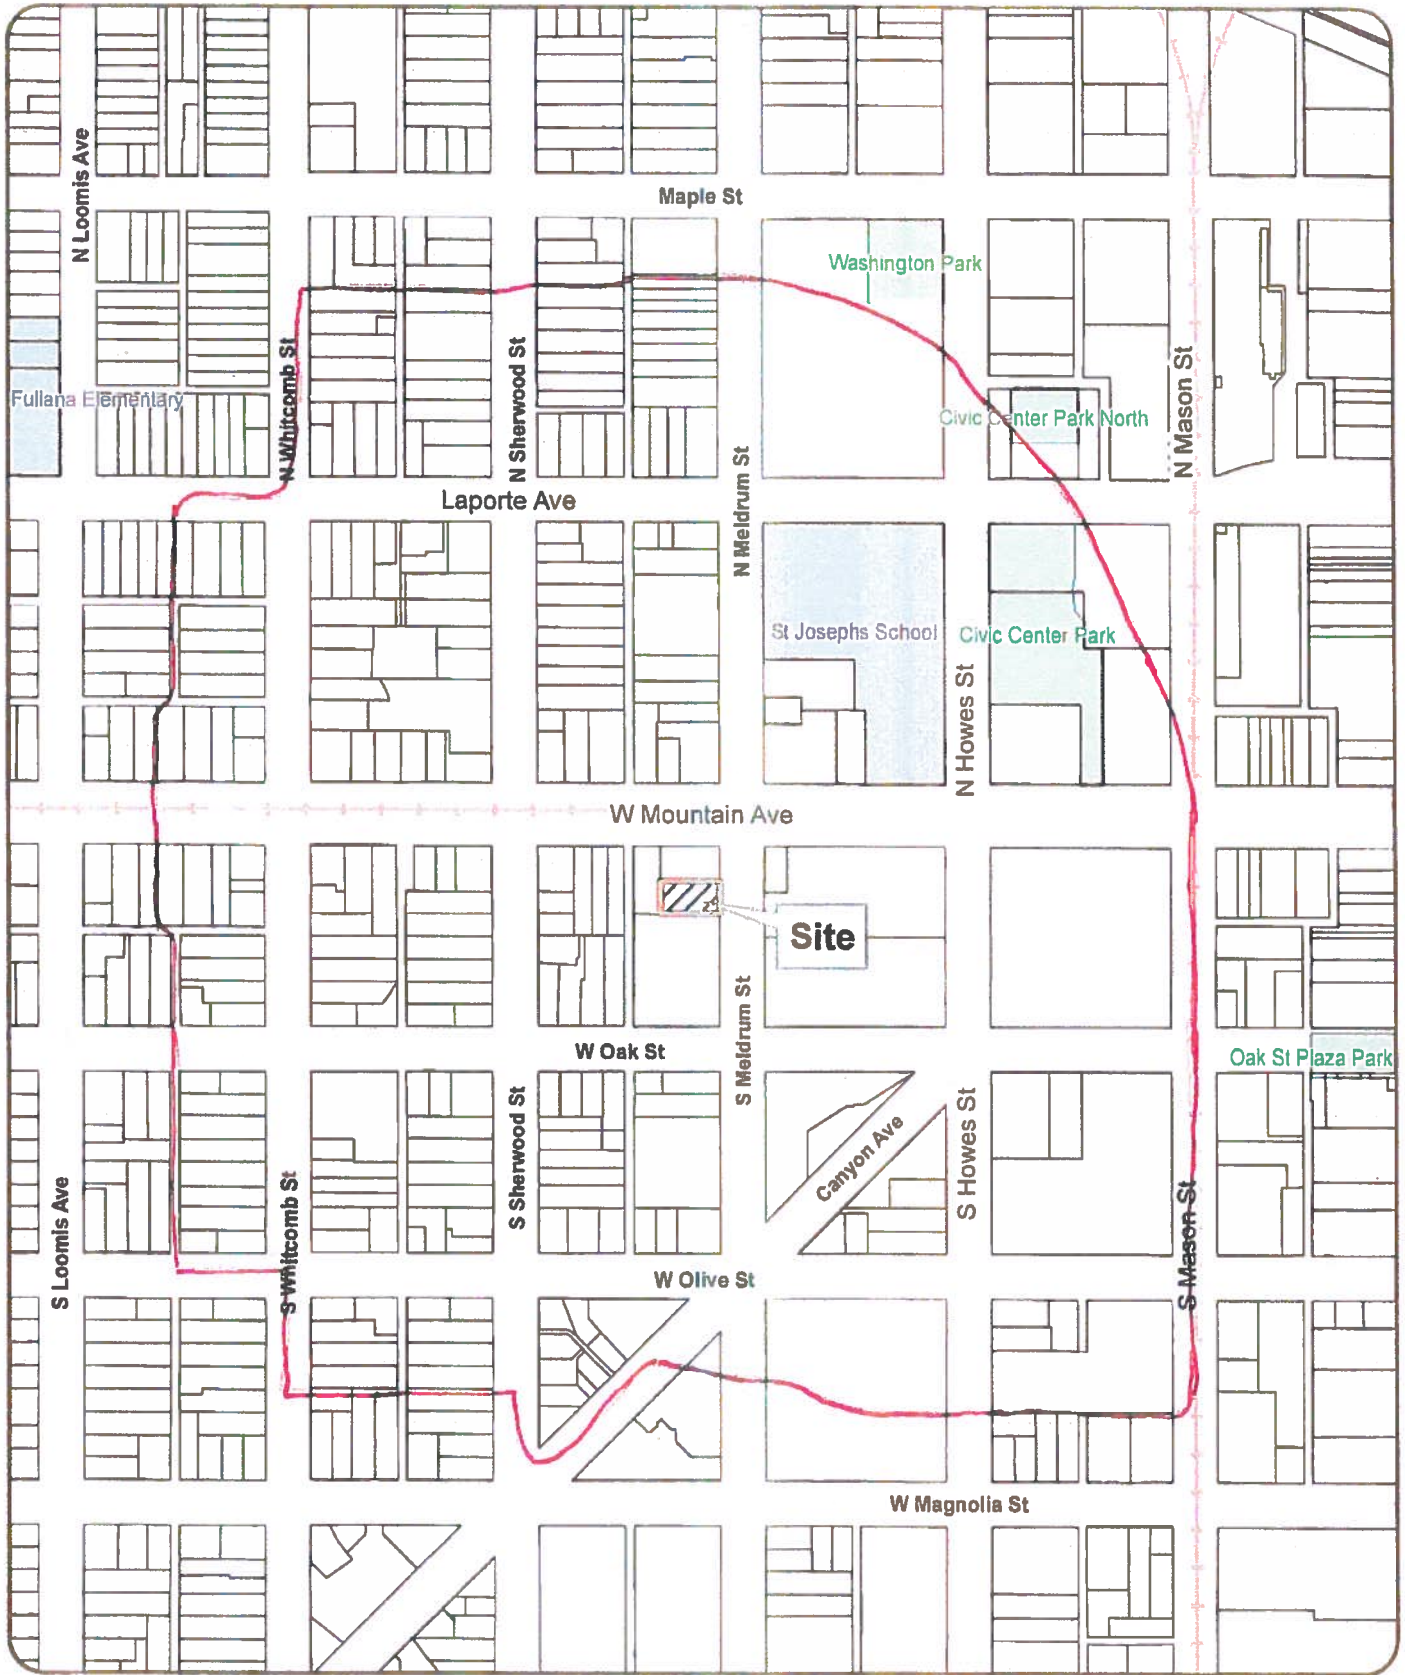 N Loomis Ave
Maple St
Washington Park
Fullana Elementary
N Whitcomb St
N Sherwood St
Civic Center Park North
N Mason St
Laporte Ave
N Meldrum St
St Josephs School
Civic Center Park
N Howes St
W Mountain Ave
Site
S Meldrum St
W Oak St
Oak St Plaza Park
Canyon Ave
S Howes St
S Sherwood St
S Loomis Ave
S Whitcomb St
S Mason St
W Olive St
W Magnolia St